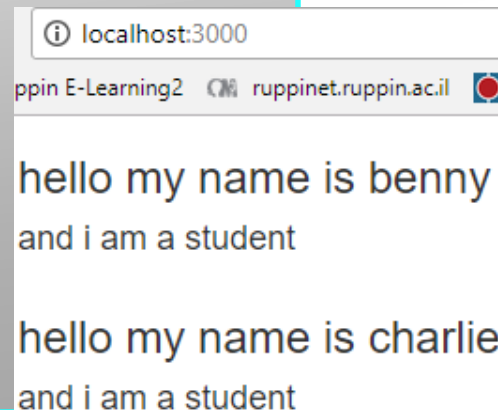 localhost:3000
ppin E-Learning2 ruppinet.ruppin.ac.il
hello my name is benny
and i am a student
hello my name is charlie
and i am a student